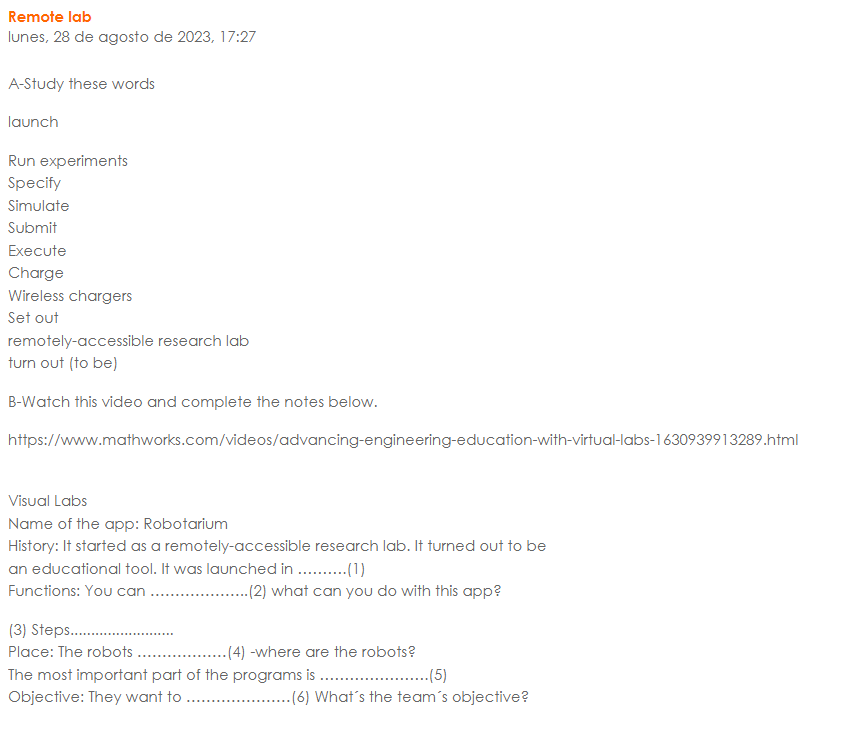 Remote lab
lunes, 28 de agosto de 2023, 17:27
A-Study these words
launch
Run experiments
Specify
Simulate
Submit
Execute
Charge
Wireless chargers
Set out
remotely-accessible research lab
turn out (to be)
B-Watch this video and complete the notes below.
https://www.mathworks.com/videos/advancing-engineering-education-with-virtual-labs-1630939913289.html
Visual Labs
Name of the app: Robotarium
History: It started as a remotely-accessible research lab. It turned out to be
an educational tool. It was launched in ……….(1)
Functions: You can ………………..(2) what can you do with this app?
(3) Steps.........................
Place: The robots ………………(4) -where are the robots?
The most important part of the programs is ………………….(5)
Objective: They want to …………………(6) What´s the team´s objective?